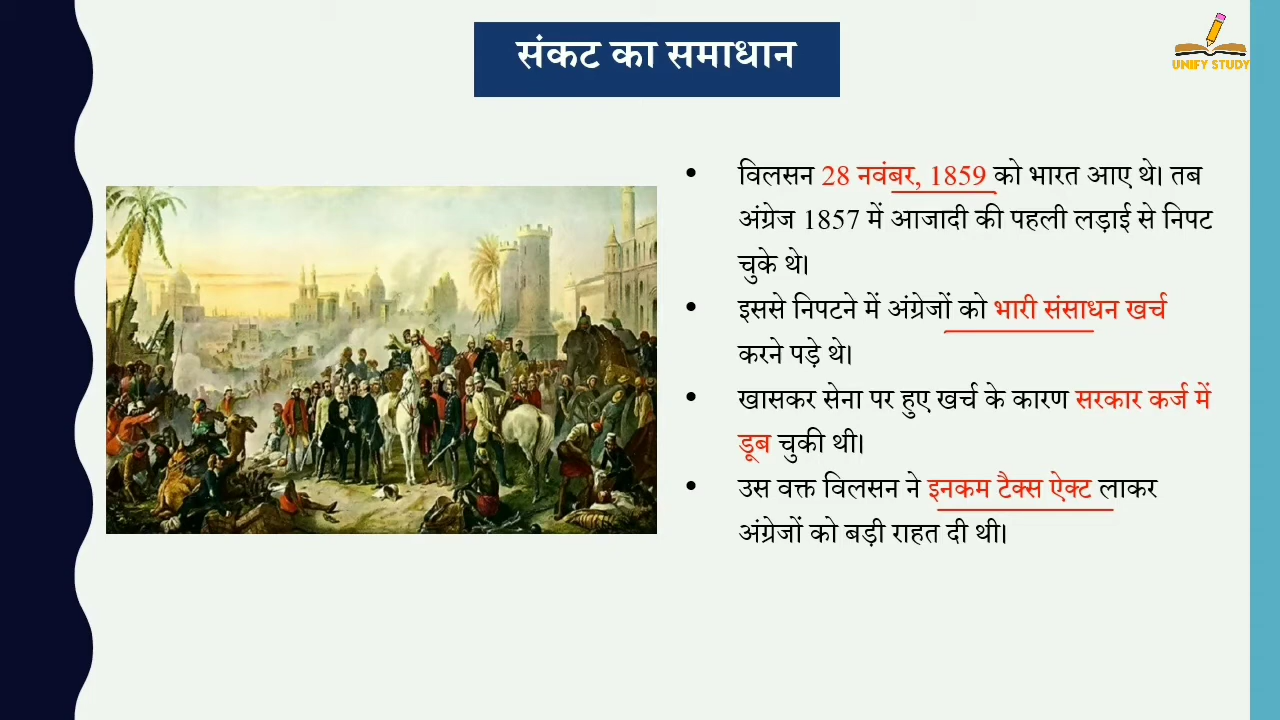 संकट का समाधान
UNIFY STUDY
• विलसन 28 नवंबर, 1859 को भारत आए थे। तब
अंग्रेज 1857 में आजादी की पहली लड़ाई से निपट
चुके थे।
• इससे निपटने में अंग्रेजों को भारी संसाधन खर्च
करने पड़े थे।
• खासकर सेना पर हुए खर्च के कारण सरकार कर्ज में
डूब चुकी थी।
• उस वक्त विलसन ने इनकम टैक्स ऐक्ट लाकर
अंग्रेजों को बड़ी राहत दी थी।